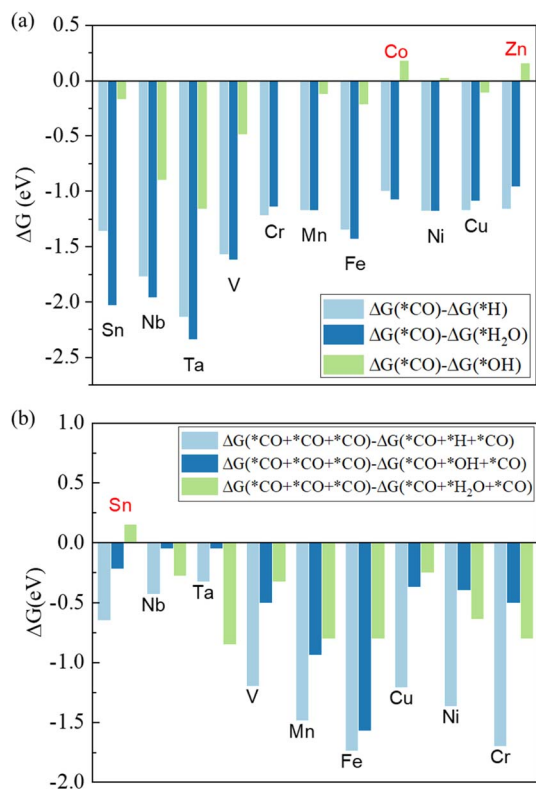 (a)
0.5
0.0
-0.5
-1.0
-1.5
-2.0
-2.5
ΔG (eV)
Co
Zn
Sn
Nb
Ta
V
Cr
Mn
Fe
Ni
Cu
ΔG(*CO)-ΔG(*H)
ΔG(*CO)-ΔG(*H₂O)
ΔG(*CO)-ΔG(*OH)
(b)
1.0
0.5
0.0
-0.5
-1.0
-1.5
-2.0
ΔG(eV)
ΔG(*CO+*CO+*CO)-ΔG(*CO+*H+*CO)
ΔG(*CO+*CO+*CO)-ΔG(*CO+*OH+*CO)
ΔG(*CO+*CO+*CO)-ΔG(*CO+*H₂O+*CO)
Sn
Nb
Ta
V
Mn
Fe
Cu
Ni
Cr